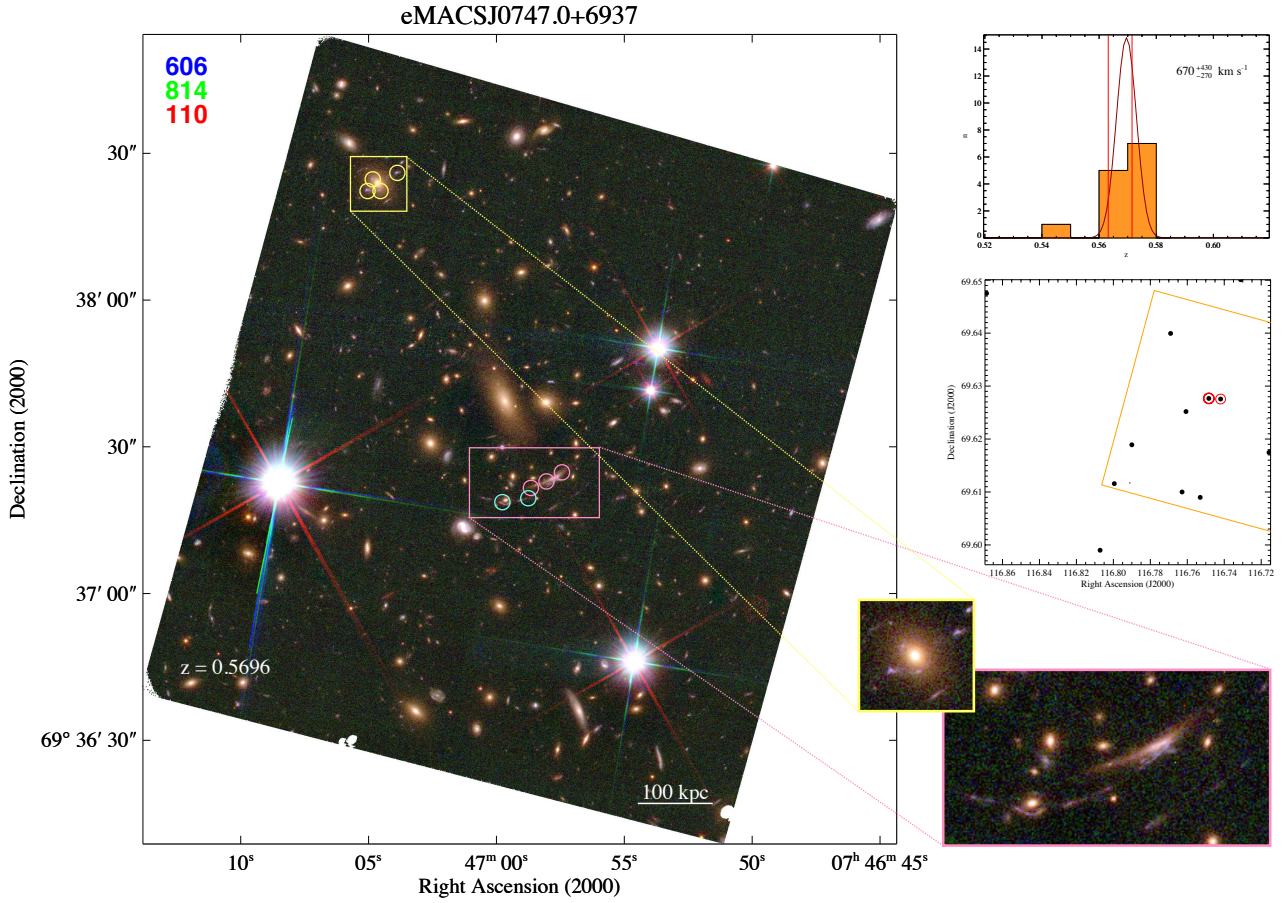 eMACSJ0747.0+6937
606
814
110
30″
38′ 00″
37′ 30″
37′ 00″
69° 36′ 30″
Declination (2000)
z = 0.5696
100 kpc
10ˢ
05ˢ
47ᵐ 00ˢ
55ˢ
50ˢ
07ʰ 46ᵐ 45ˢ
Right Ascension (2000)
14
12
10
8
6
4
2
0
n
670 +430 −270 km s⁻¹
0.52
0.54
0.56
0.58
0.60
z
69.65
69.64
69.63
69.62
69.61
69.60
Declination (J2000)
116.86
116.84
116.82
116.80
116.78
116.76
116.74
116.72
Right Ascension (J2000)